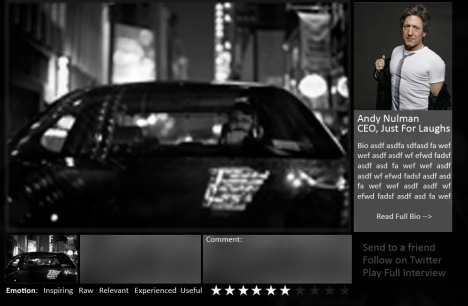 Andy Nulman
CEO, Just For Laughs
Bio asdf asdfa sdfasd fa wef
wef asdf asdf wf efwd fadsf
asdf asd fa wef wef asdf
asdf wf efwd fadsf asdf asd
fa wef wef asdf asdf wf
efwd fadsf asdf asd fa wef
Read Full Bio -->
Comment:
Send to a friend
Follow on Twitter
Play Full Interview
Emotion: Inspiring Raw Relevant Experienced Useful